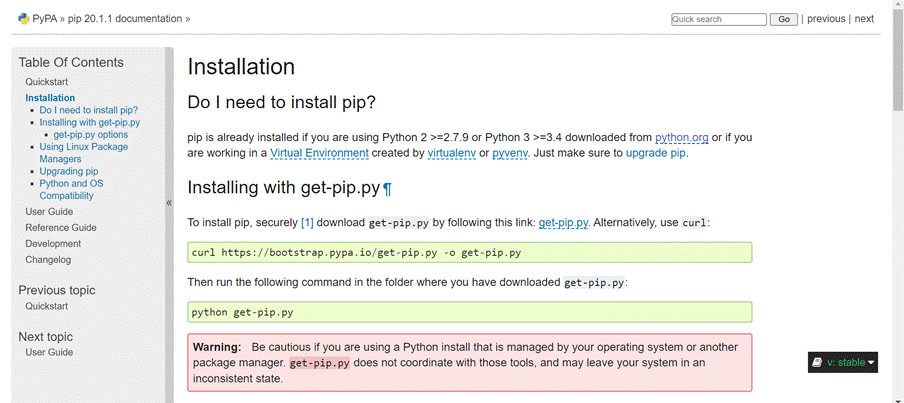 PyPA » pip 20.1.1 documentation »
Quick search Go | previous | next
Table Of Contents
Quickstart
Installation
Do I need to install pip?
Installing with get-pip.py
get-pip.py options
Using Linux Package
Managers
Upgrading pip
Python and OS
Compatibility
User Guide
Reference Guide
Development
Changelog
Previous topic
Quickstart
Next topic
User Guide
«
Installation
Do I need to install pip?
pip is already installed if you are using Python 2 >=2.7.9 or Python 3 >=3.4 downloaded from python.org or if you
are working in a Virtual Environment created by virtualenv or pyvenv. Just make sure to upgrade pip.
Installing with get-pip.py¶
To install pip, securely [1] download get-pip.py by following this link: get-pip.py. Alternatively, use curl:
curl https://bootstrap.pypa.io/get-pip.py -o get-pip.py
Then run the following command in the folder where you have downloaded get-pip.py:
python get-pip.py
Warning: Be cautious if you are using a Python install that is managed by your operating system or another
package manager. get-pip.py does not coordinate with those tools, and may leave your system in an
inconsistent state.
v: stable